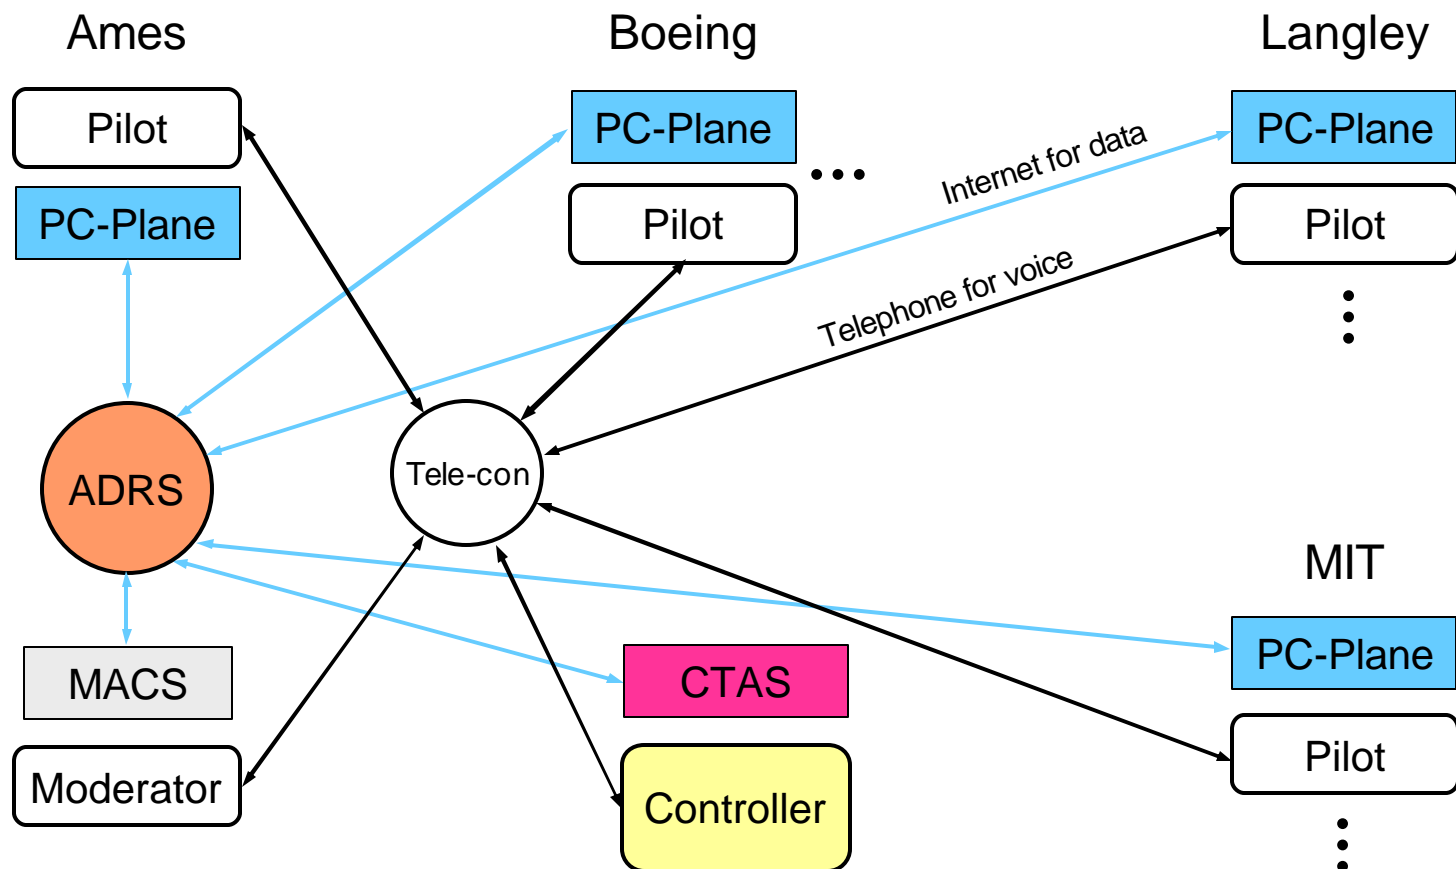 Ames
Boeing
Langley
Pilot
PC-Plane
PC-Plane
Pilot
...
Internet for data
Telephone for voice
PC-Plane
Pilot
ADRS
Tele-con
MIT
MACS
Moderator
CTAS
Controller
PC-Plane
Pilot